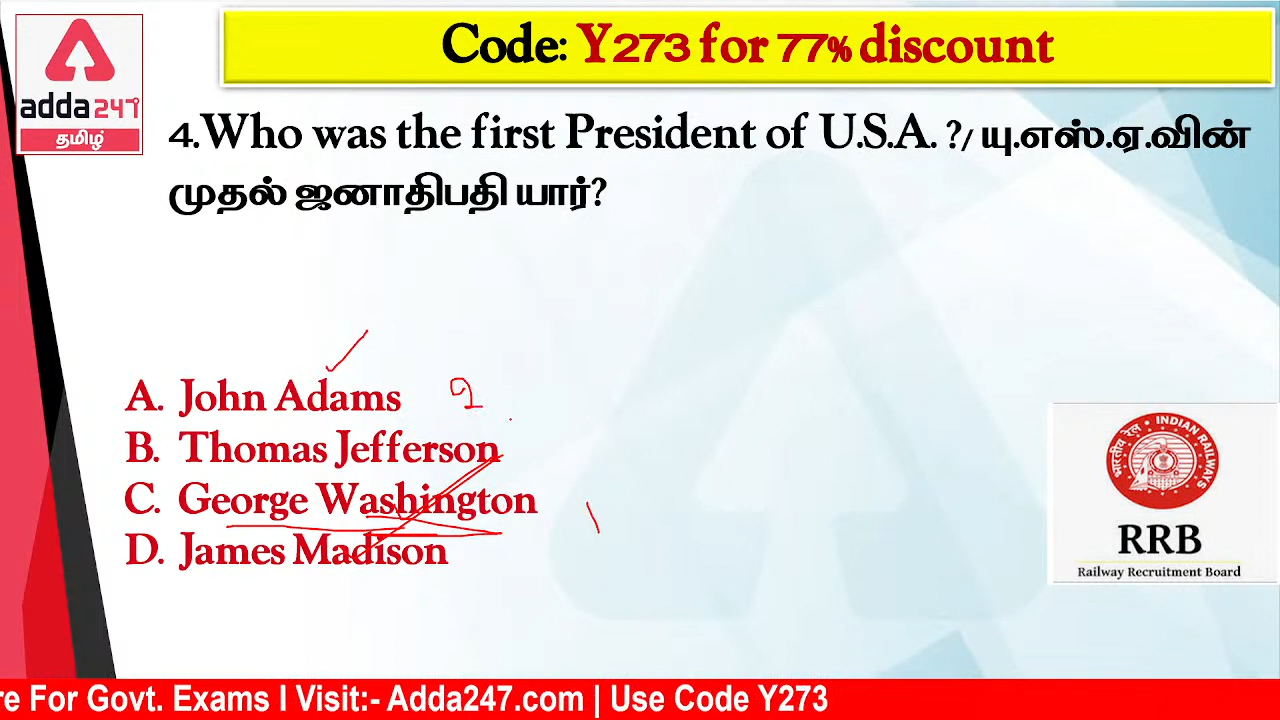 Code: Y273 for 77% discount
adda247
தமிழ்
4.Who was the first President of U.S.A. ?/ யு.எஸ்.ஏ.வின்
முதல் ஜனாதிபதி யார்?
A. John Adams 2
B. Thomas Jefferson
C. George Washington
D. James Madison
भारतीय रेल INDIAN RAILWAYS
RRB
Railway Recruitment Board
re For Govt. Exams I Visit:- Adda247.com | Use Code Y273